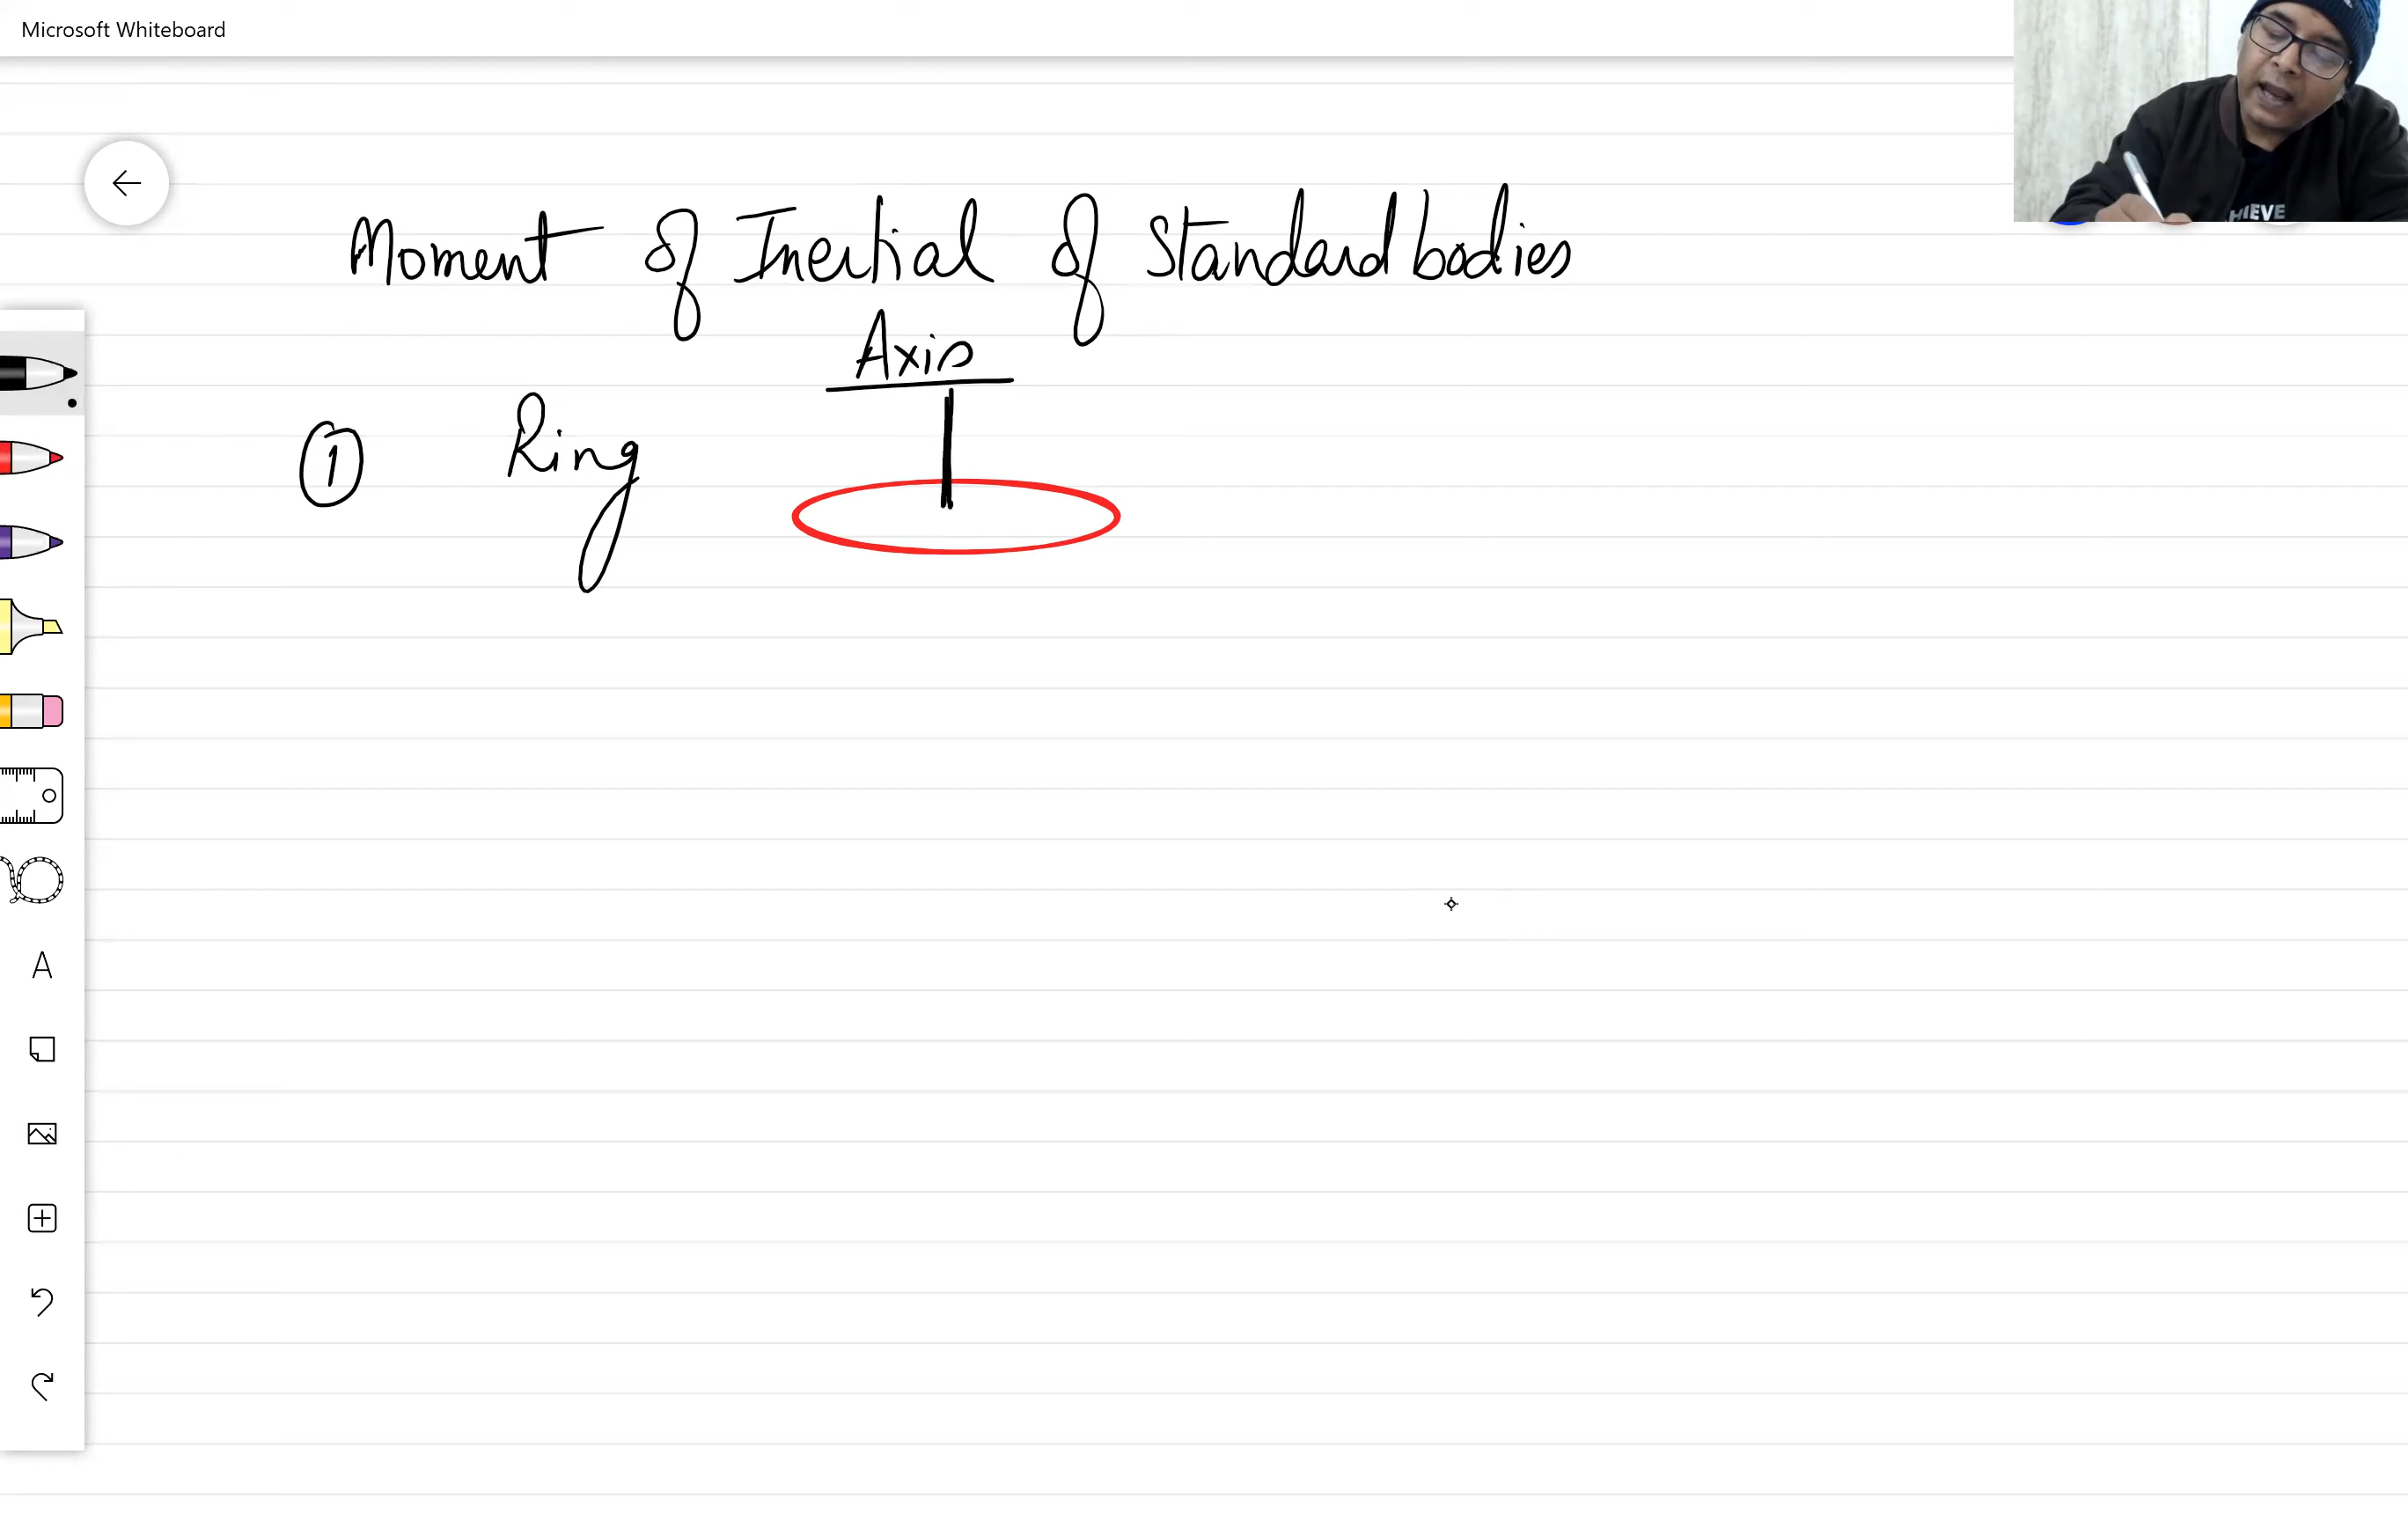 Microsoft Whiteboard
HIEVE
Moment of Inertial of Standard bodies
Axis
① Ring
A